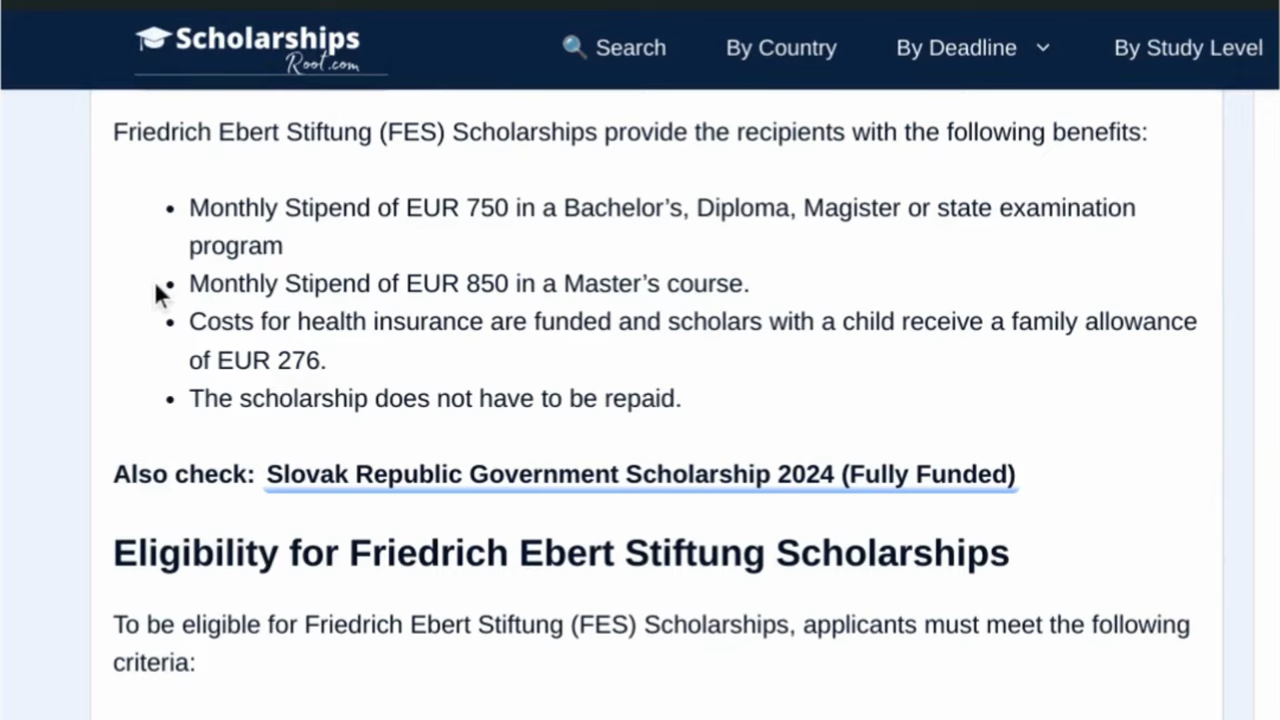 Scholarships
Root.com
🔍 Search
By Country
By Deadline
By Study Level
Friedrich Ebert Stiftung (FES) Scholarships provide the recipients with the following benefits:
• Monthly Stipend of EUR 750 in a Bachelor’s, Diploma, Magister or state examination
program
• Monthly Stipend of EUR 850 in a Master’s course.
• Costs for health insurance are funded and scholars with a child receive a family allowance
of EUR 276.
• The scholarship does not have to be repaid.
Also check: Slovak Republic Government Scholarship 2024 (Fully Funded)
Eligibility for Friedrich Ebert Stiftung Scholarships
To be eligible for Friedrich Ebert Stiftung (FES) Scholarships, applicants must meet the following
criteria: